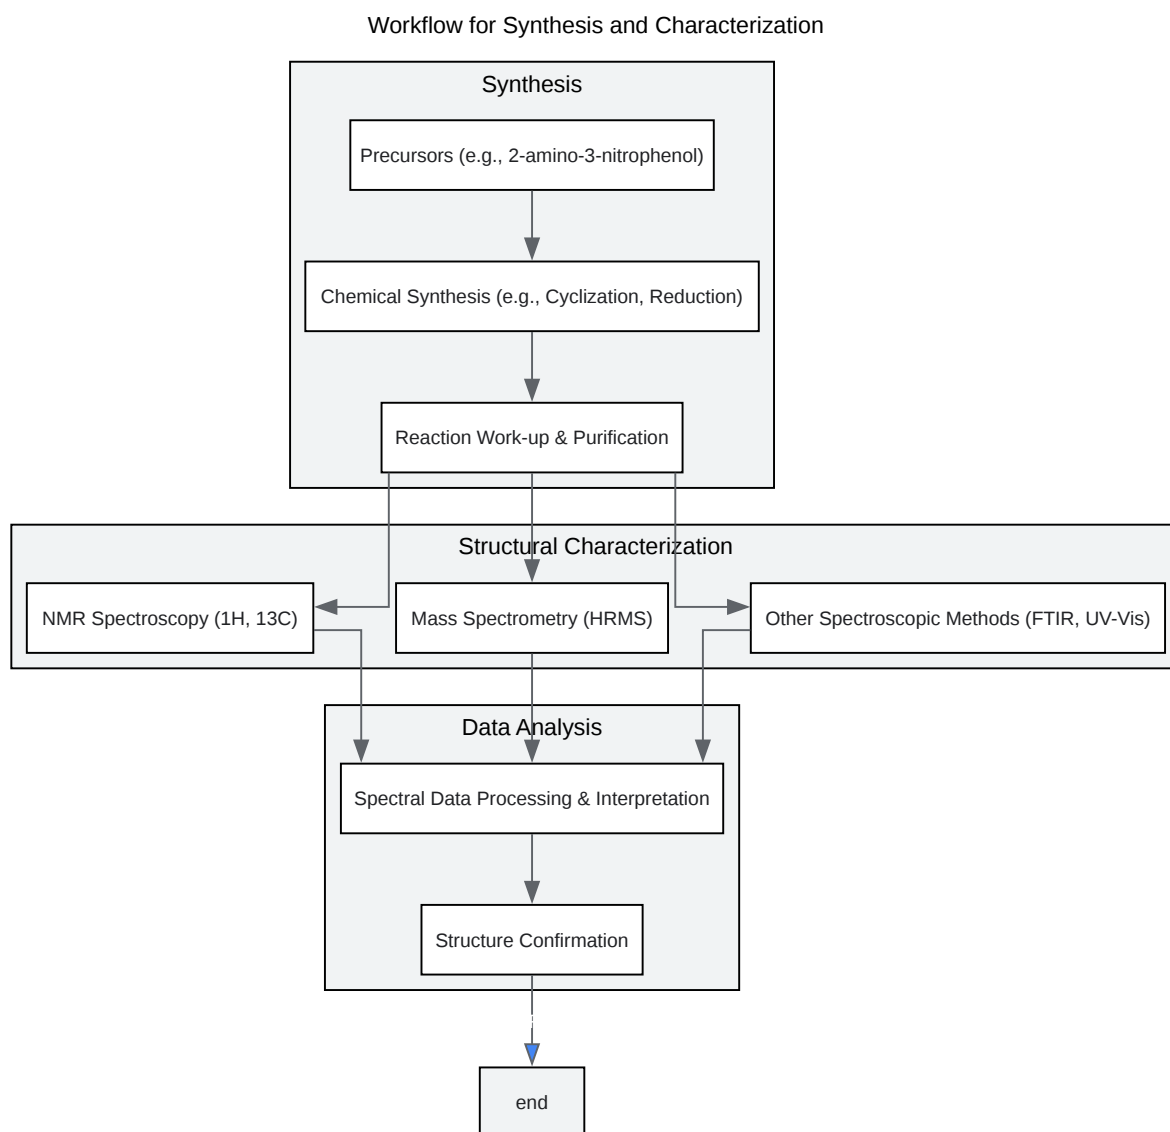 Workflow for Synthesis and Characterization
Synthesis
Precursors (e.g., 2-amino-3-nitrophenol)
Chemical Synthesis (e.g., Cyclization, Reduction)
Reaction Work-up & Purification
Structural Characterization
NMR Spectroscopy (1H, 13C)
Mass Spectrometry (HRMS)
Other Spectroscopic Methods (FTIR, UV-Vis)
Data Analysis
Spectral Data Processing & Interpretation
Structure Confirmation
end